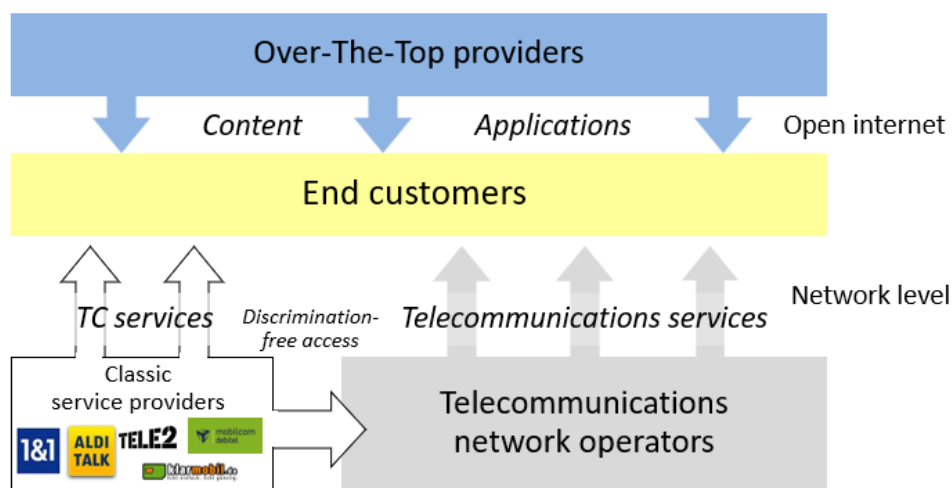 Over-The-Top providers
Content
Applications
Open internet
End customers
Network level
TC services
Discrimination-
free access
Telecommunications services
Classic
service providers
1&1
ALDI
TALK
TELE2
mobilcom
debitel
klarmobil.de
Telecommunications
network operators